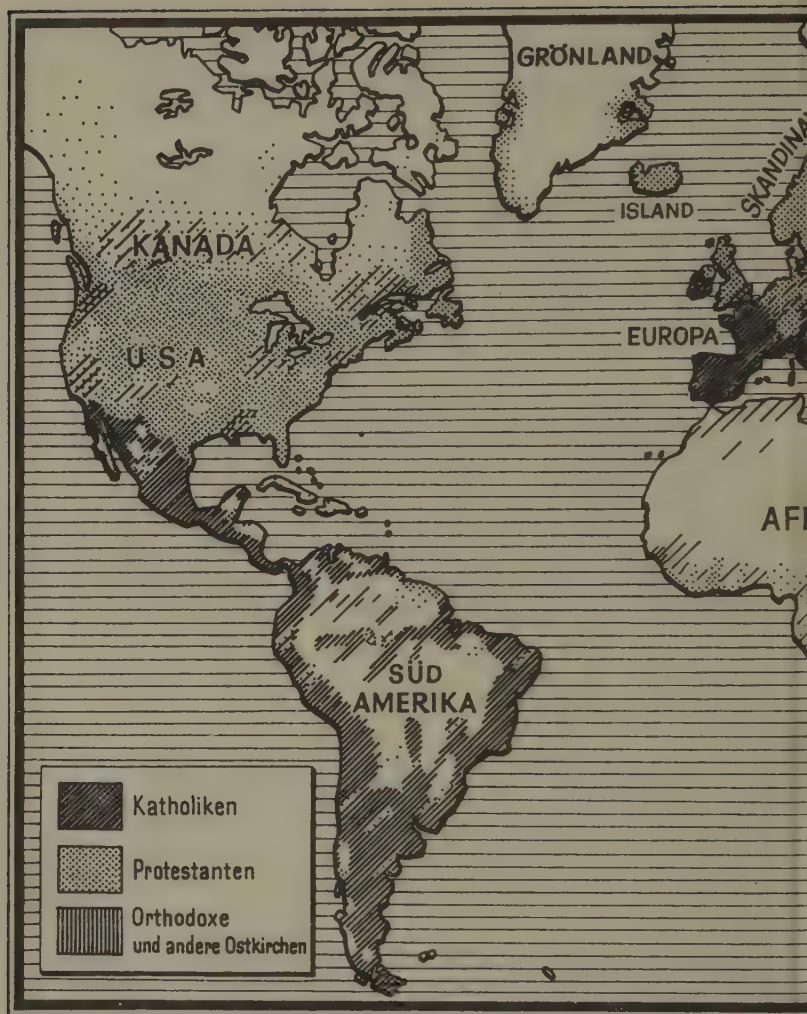 GRÖNLAND
ISLAND
KANADA
USA
EUROPA
SÜD
AMERIKA
Katholiken
Protestanten
Orthodoxe
und andere Ostkirchen